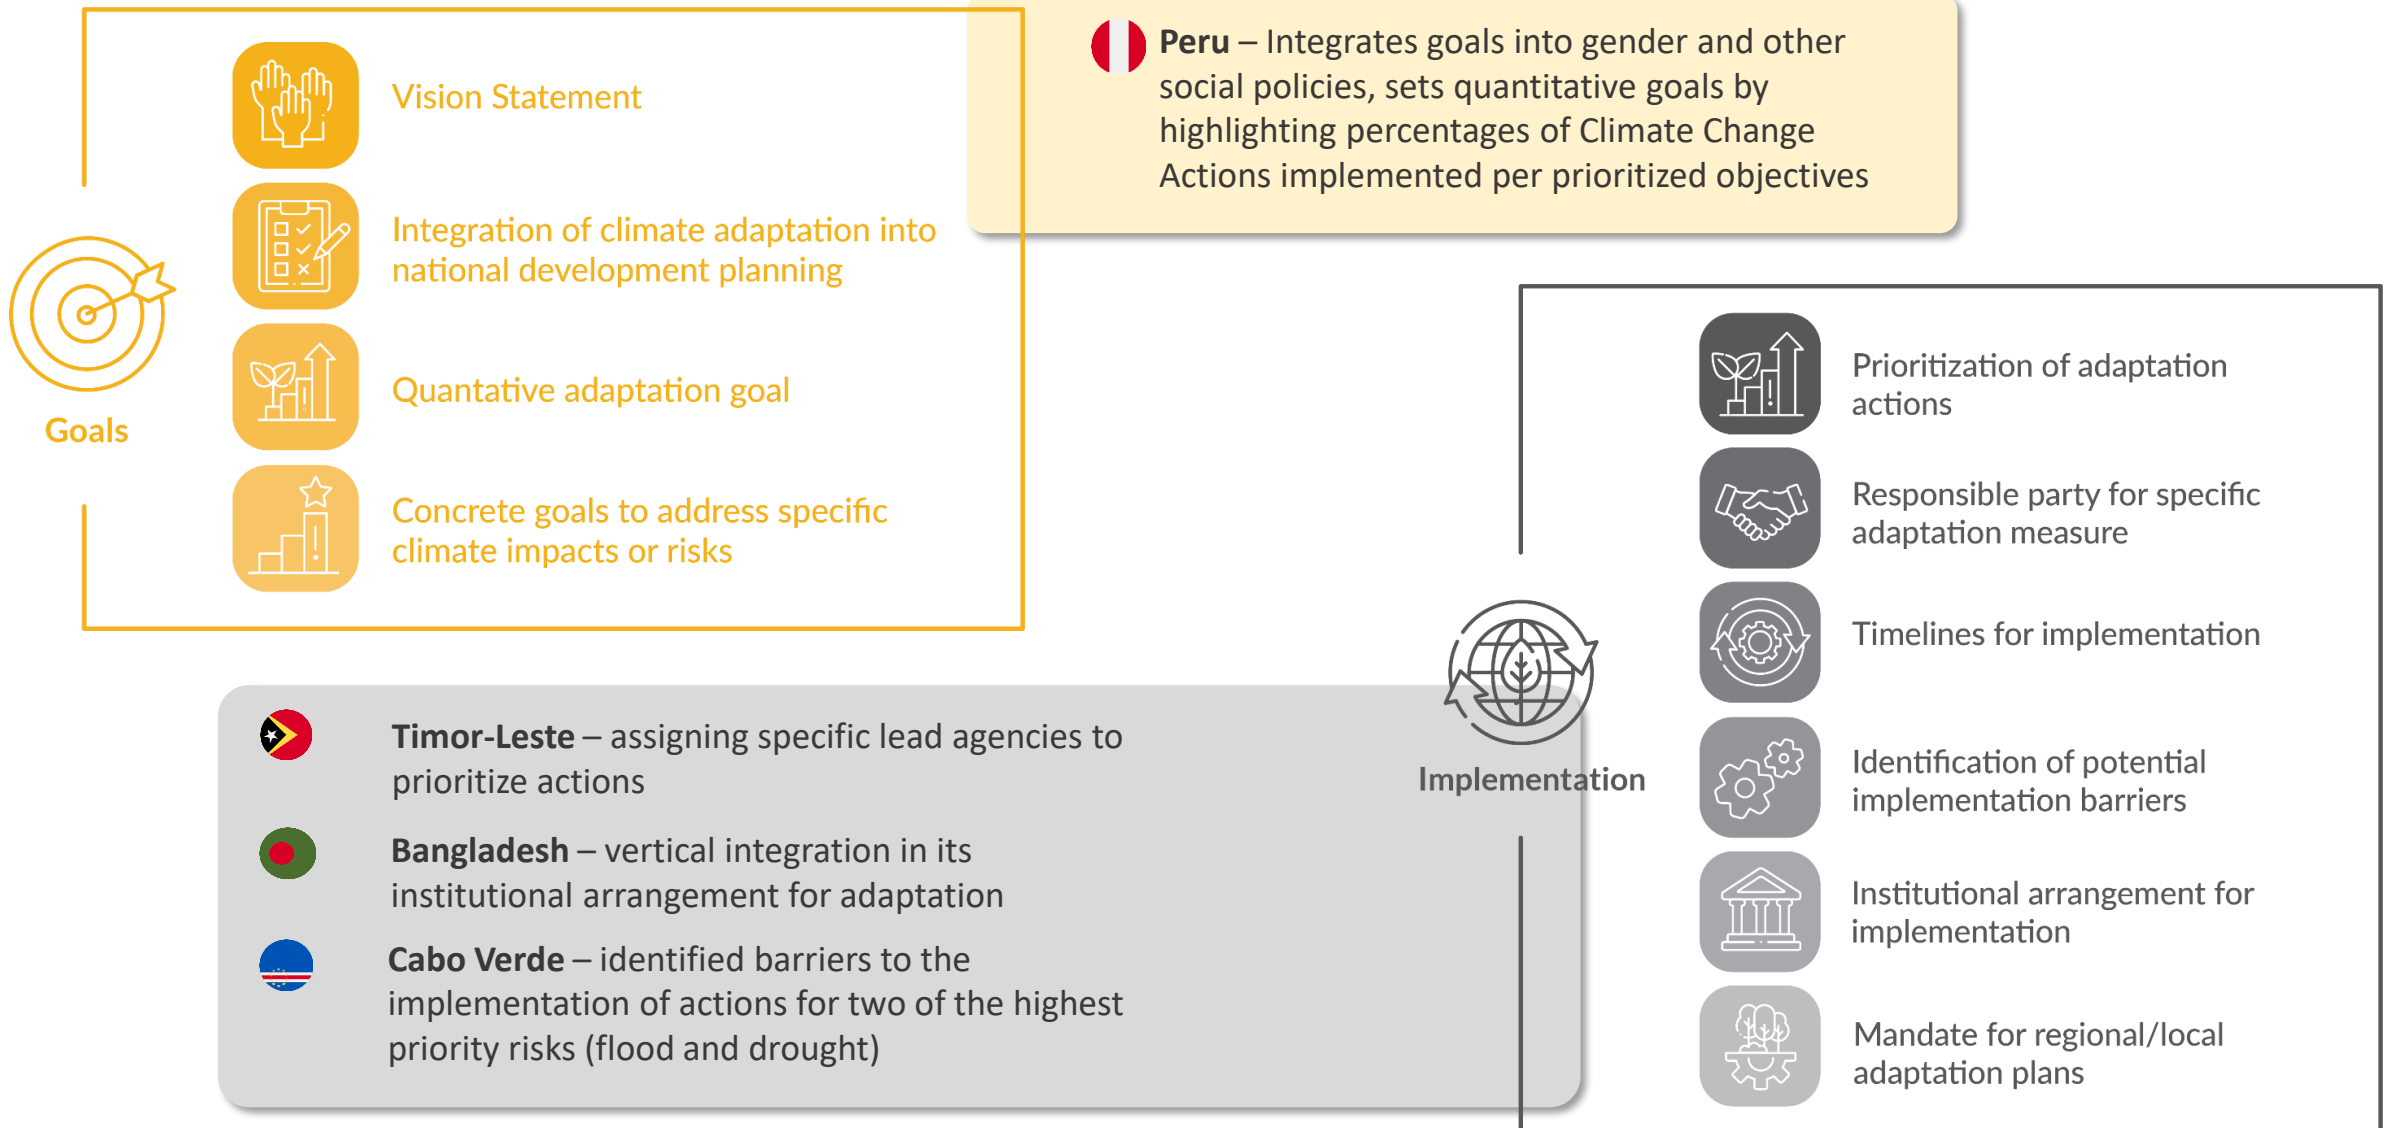 Vision Statement
Integration of climate adaptation into
national development planning
Quantative adaptation goal
Concrete goals to address specific
climate impacts or risks
Goals
Peru – Integrates goals into gender and other
social policies, sets quantitative goals by
highlighting percentages of Climate Change
Actions implemented per prioritized objectives
Timor-Leste – assigning specific lead agencies to
prioritize actions
Bangladesh – vertical integration in its
institutional arrangement for adaptation
Cabo Verde – identified barriers to the
implementation of actions for two of the highest
priority risks (flood and drought)
Implementation
Prioritization of adaptation
actions
Responsible party for specific
adaptation measure
Timelines for implementation
Identification of potential
implementation barriers
Institutional arrangement for
implementation
Mandate for regional/local
adaptation plans